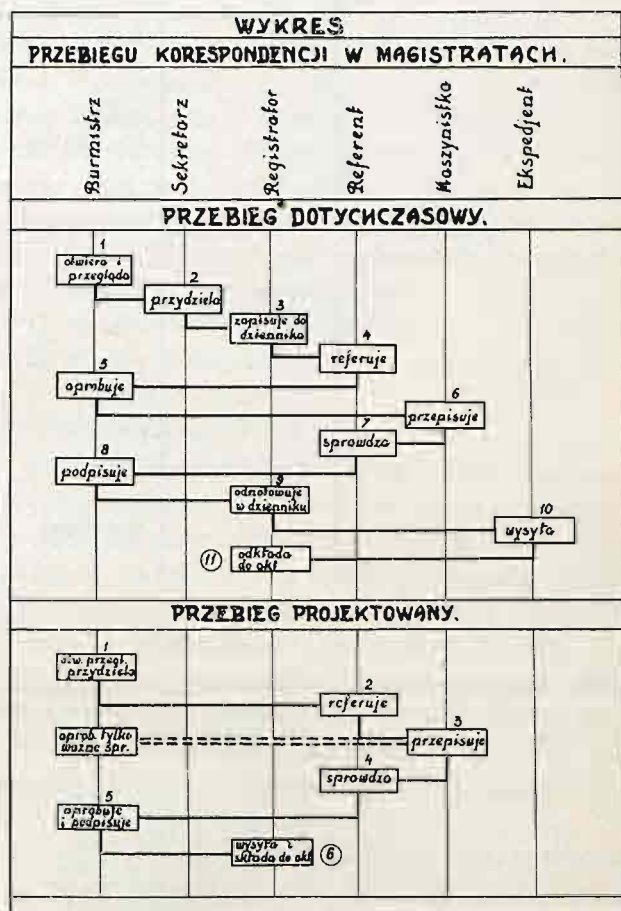 WYKRES
PRZEBIEGU KORESPONDENCJI W MAGISTRATACH.
Burmistrz
Sekretarz
Registrator
Referent
Maszynistka
Ekspedjent
PRZEBIEG DOTYCHCZASOWY.
1
otwiera i
przegląda
2
przydziela
3
zapisuje do
dziennika
4
referuje
5
aprobuje
6
przepisuje
7
sprawdza
8
podpisuje
9
odnotowuje
w dzienniku
10
wysyła
11
odkłada
do akt
PRZEBIEG PROJEKTOWANY.
1
otw. przegl.
i przydziela
2
referuje
aprob. tylko
ważne spr.
3
przepisuje
4
sprawdza
5
aprobuje
i podpisuje
wysyła i
składa do akt
6